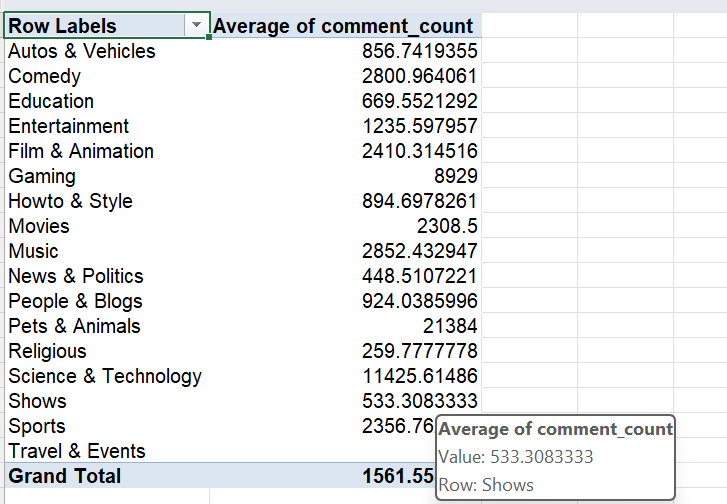 Row Labels Average of comment_count
Autos & Vehicles 856.7419355
Comedy 2800.964061
Education 669.5521292
Entertainment 1235.597957
Film & Animation 2410.314516
Gaming 8929
Howto & Style 894.6978261
Movies 2308.5
Music 2852.432947
News & Politics 448.5107221
People & Blogs 924.0385996
Pets & Animals 21384
Religious 259.7777778
Science & Technology 11425.61486
Shows 533.3083333
Sports 2356.76
Travel & Events
Grand Total 1561.55
Average of comment_count
Value: 533.3083333
Row: Shows